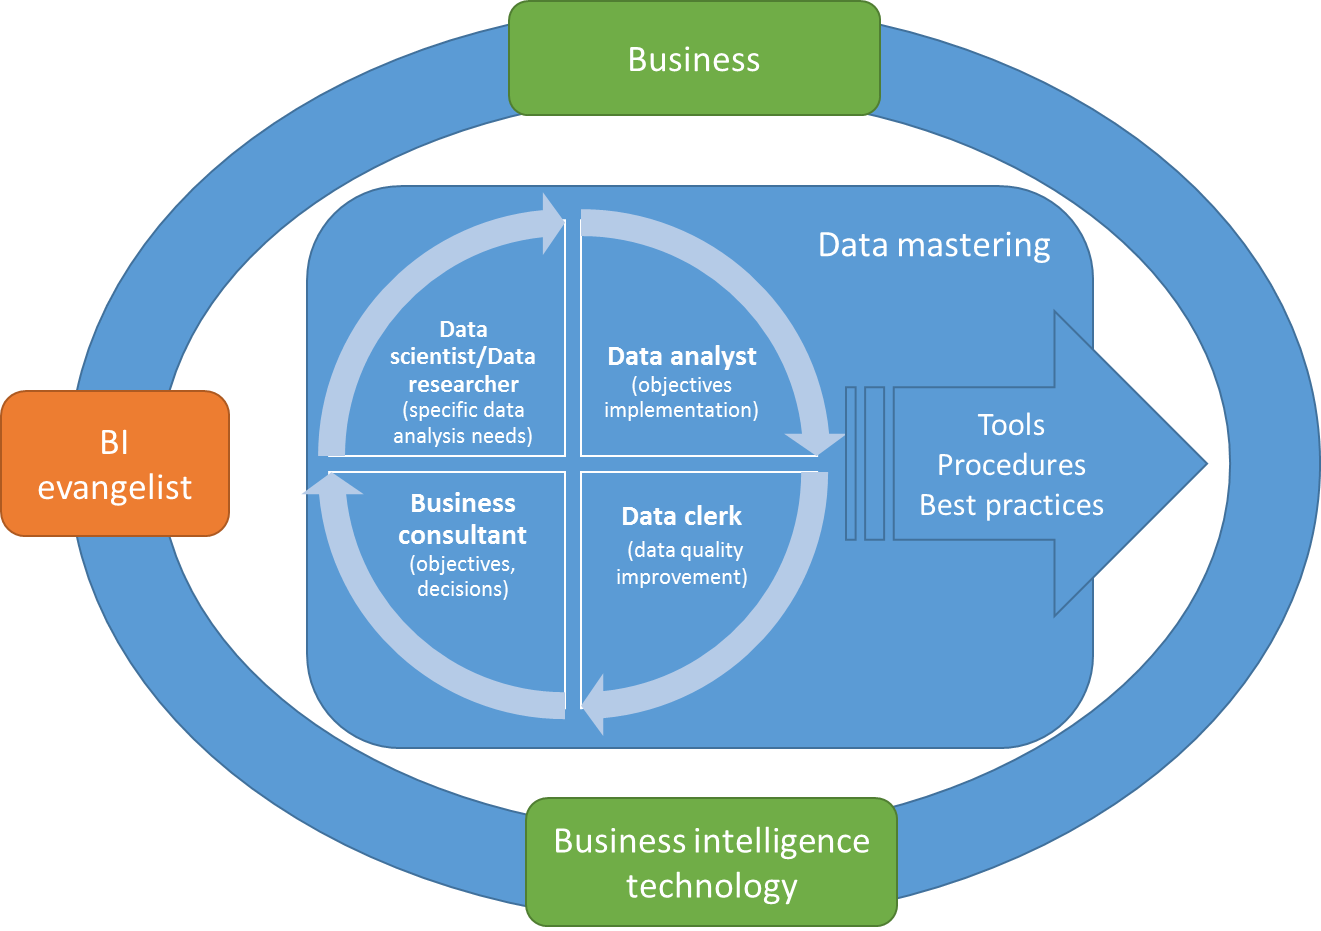 Business
Data mastering
Data
scientist/Data
researcher
(specific data
analysis needs)
Data analyst
(objectives
implementation)
Business
consultant
(objectives,
decisions)
Data clerk
(data quality
improvement)
Tools
Procedures
Best practices
BI
evangelist
Business intelligence
technology